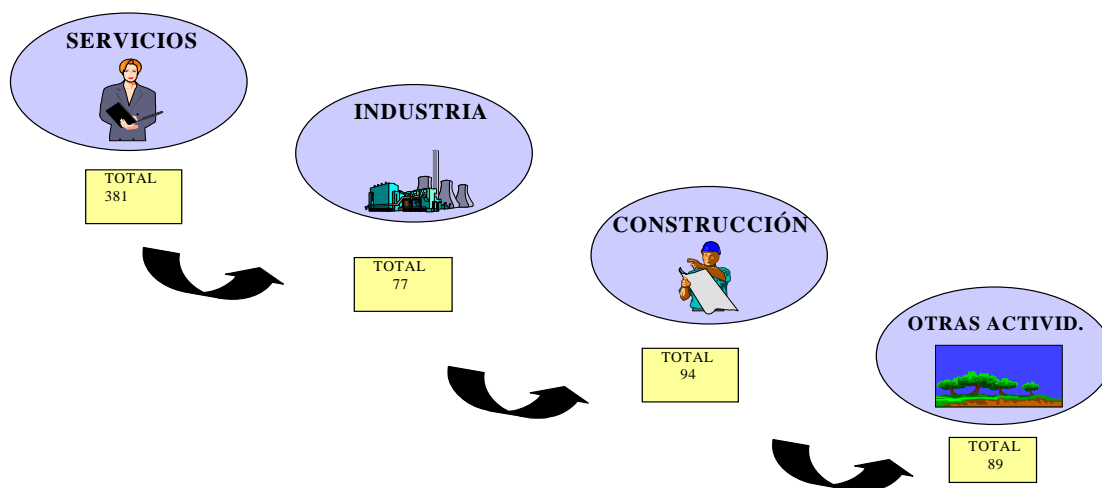 SERVICIOS
TOTAL
381
INDUSTRIA
TOTAL
77
CONSTRUCCIÓN
TOTAL
94
OTRAS ACTIVID.
TOTAL
89